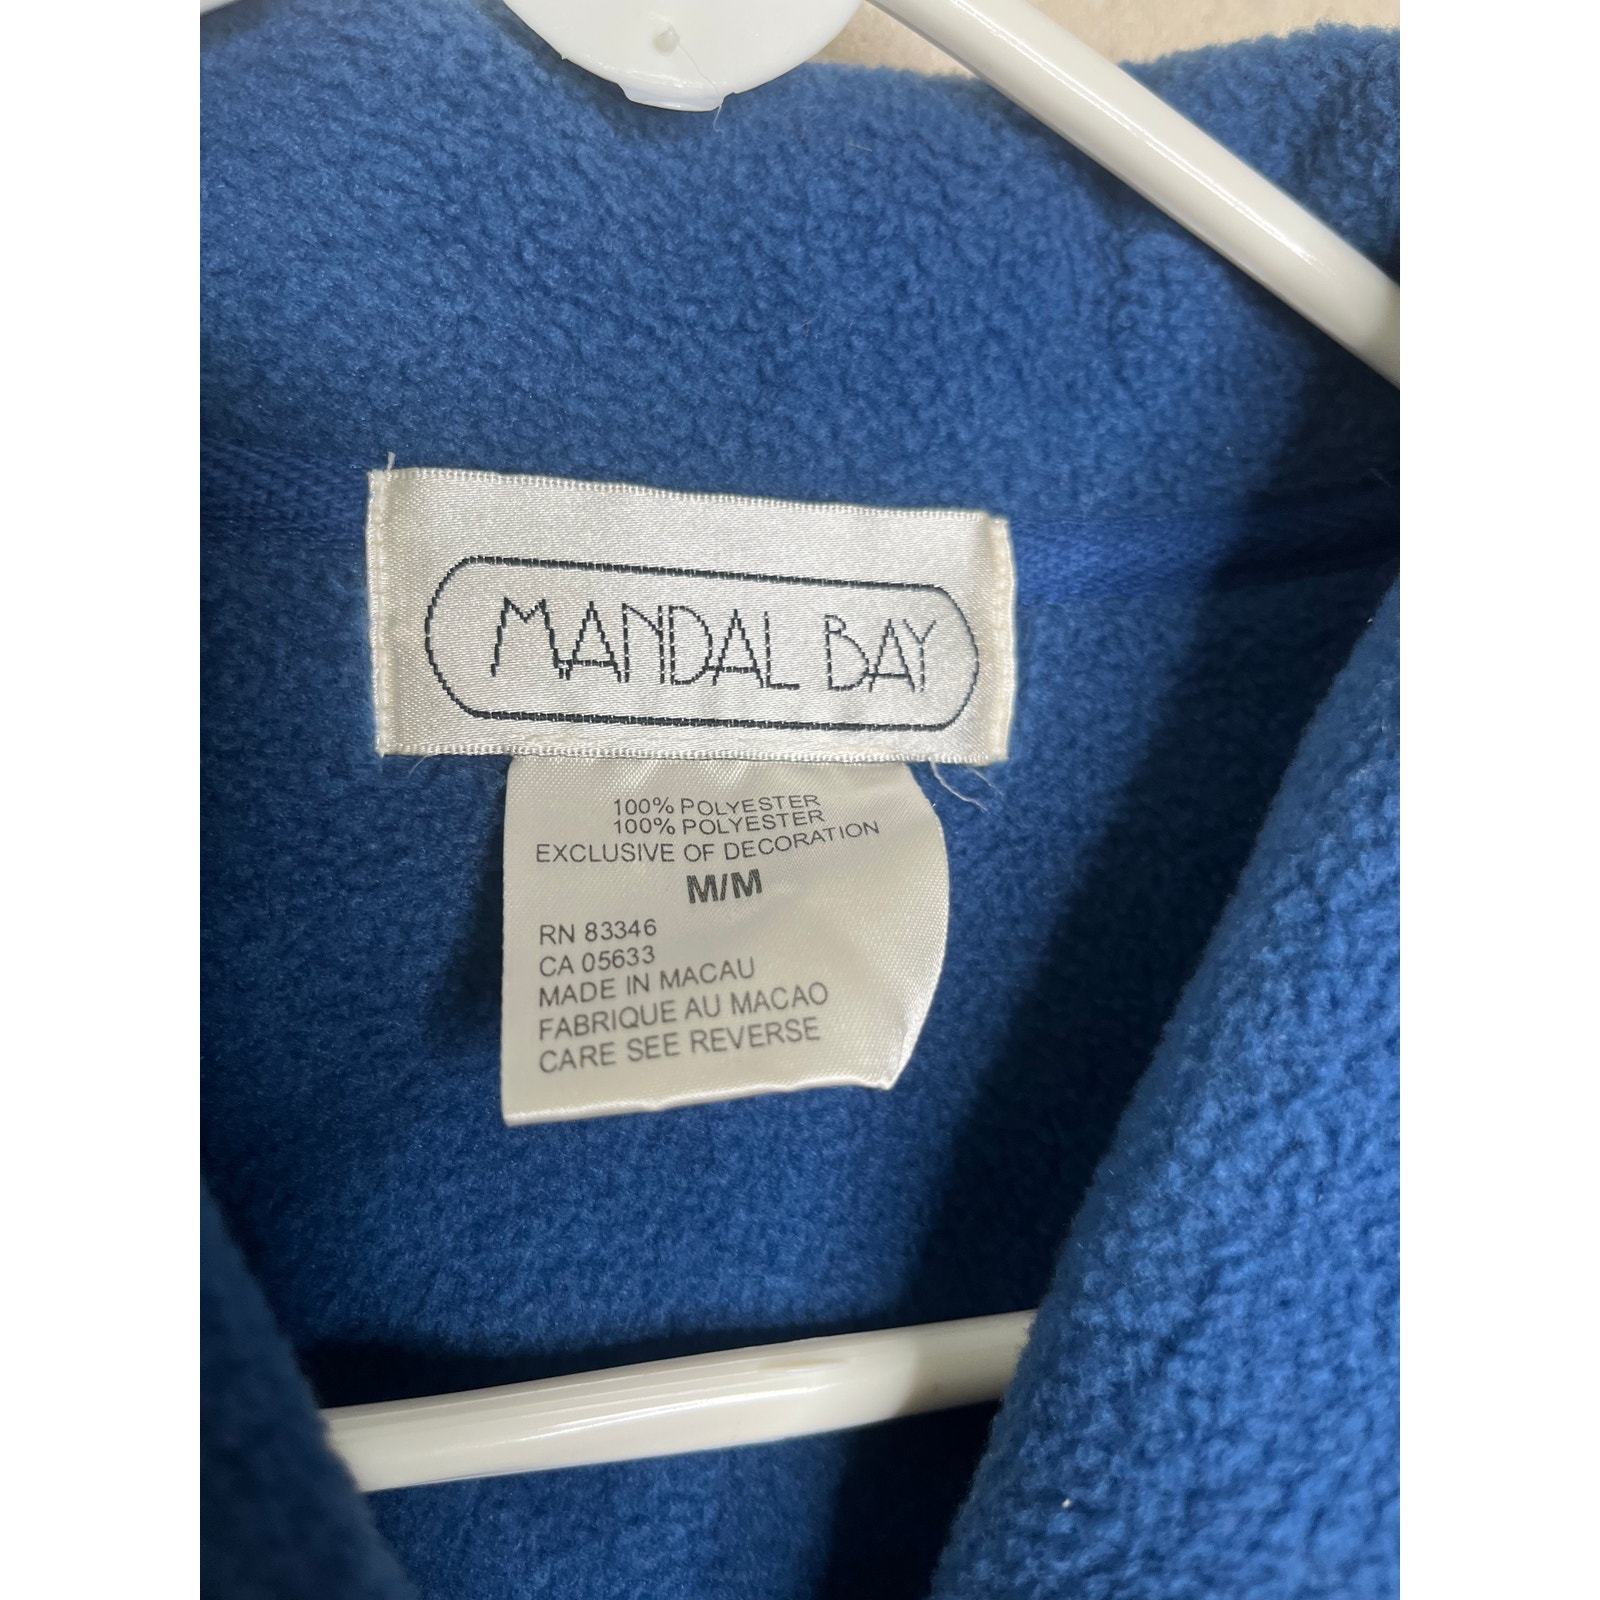 MANDAL BAY
100% POLYESTER
100% POLYESTER
EXCLUSIVE OF DECORATION
M/M
RN 83346
CA 05633
MADE IN MACAU
FABRIQUE AU MACAO
CARE SEE REVERSE